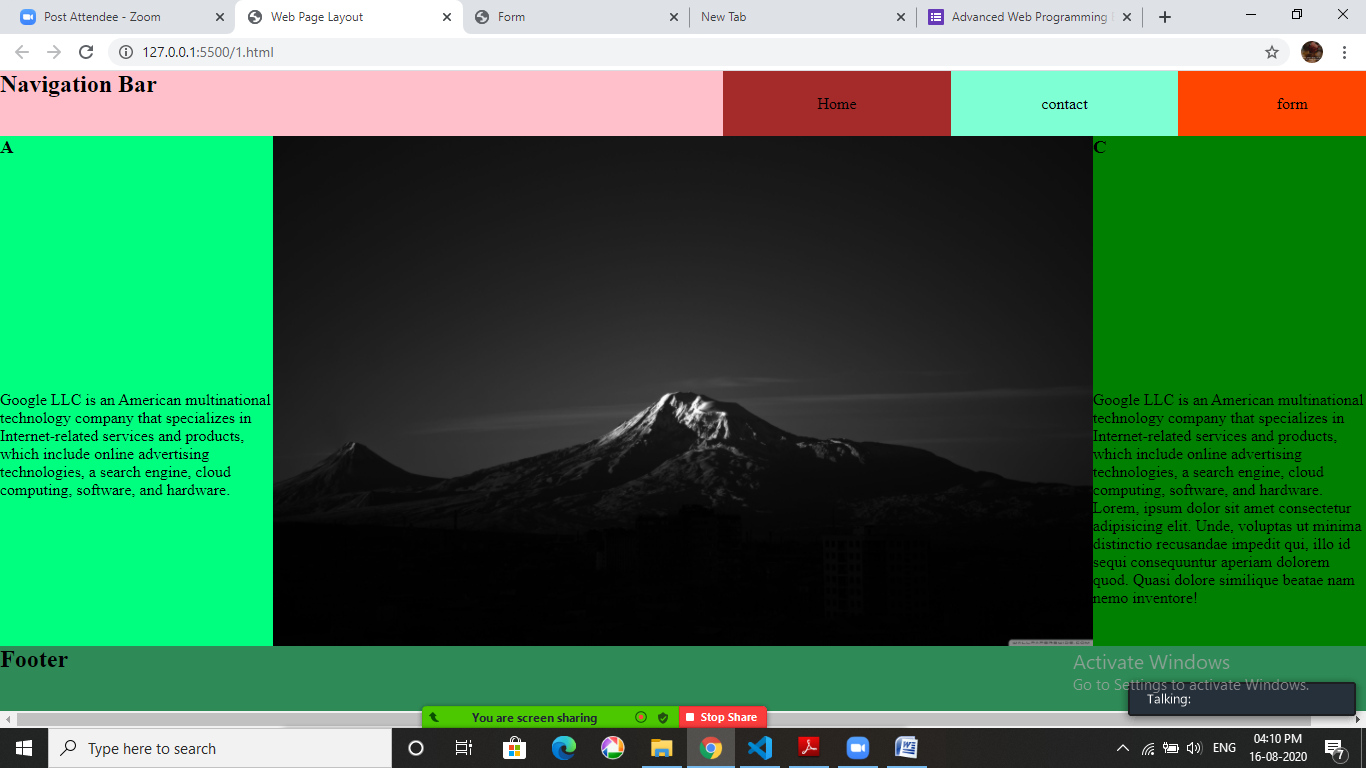 Post Attendee - Zoom
Web Page Layout
Form
New Tab
Advanced Web Programming
127.0.0.1:5500/1.html
Navigation Bar
Home
contact
form
A
C
Google LLC is an American multinational
technology company that specializes in
Internet-related services and products,
which include online advertising
technologies, a search engine, cloud
computing, software, and hardware.
Google LLC is an American multinational
technology company that specializes in
Internet-related services and products,
which include online advertising
technologies, a search engine, cloud
computing, software, and hardware.
Lorem, ipsum dolor sit amet consectetur
adipisicing elit. Unde, voluptas ut minima
distinctio recusandae impedit qui, illo id
sequi consequuntur aperiam dolorem
quod. Quasi dolore similique beatae nam
nemo inventore!
Footer
Activate Windows
Go to Settings to activate Windows.
Talking:
You are screen sharing
Stop Share
Type here to search
ENG
04:10 PM
16-08-2020
7